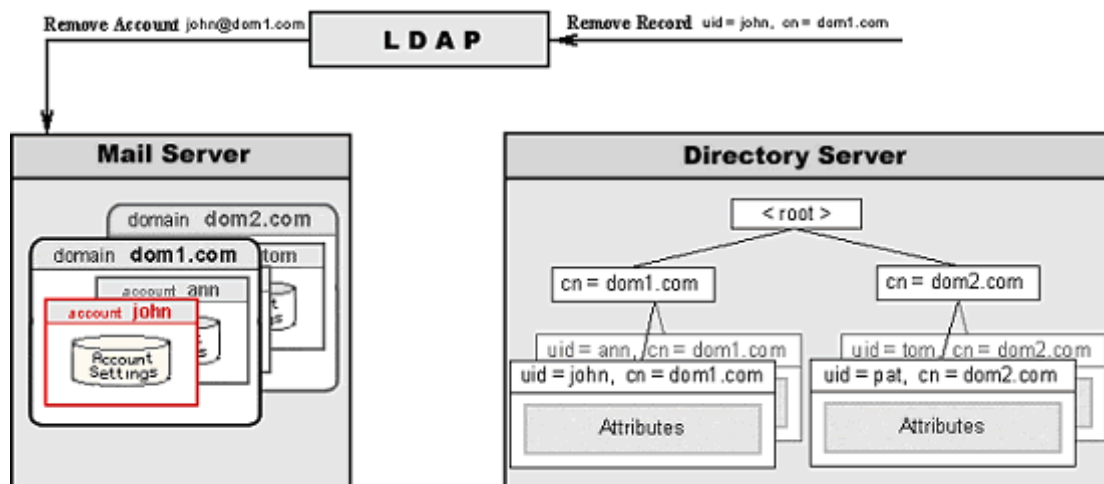 Remove Account john@dom1.com
LDAP
Remove Record uid = john, cn = dom1.com
Mail Server
domain dom2.com
tom
domain dom1.com
account ann
account john
Account
Settings
Directory Server
< root >
cn = dom1.com
cn = dom2.com
uid = ann, cn = dom1.com
uid = john, cn = dom1.com
Attributes
uid = tom, cn = dom2.com
uid = pat, cn = dom2.com
Attributes